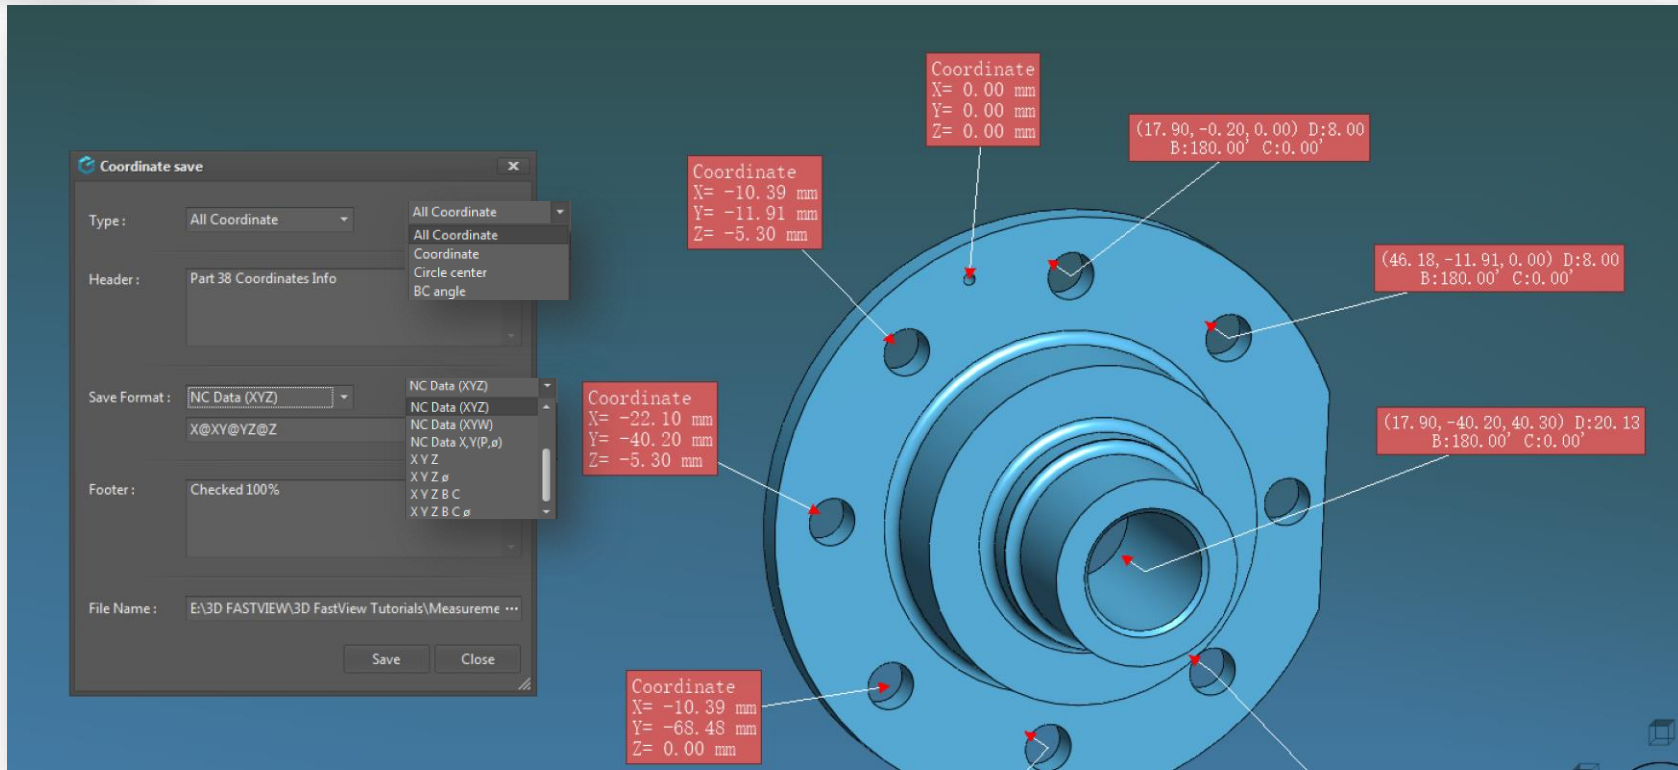 Coordinate save
Type :
All Coordinate
All Coordinate
All Coordinate
Coordinate
Circle center
BC angle
Header :
Part 38 Coordinates Info
Save Format :
NC Data (XYZ)
X@XY@YZ@Z
NC Data (XYZ)
NC Data (XYZ)
NC Data (XYW)
NC Data X,Y(P,ø)
X Y Z
X Y Z ø
X Y Z B C
X Y Z B C ø
Footer :
Checked 100%
File Name :
E:\3D FASTVIEW\3D FastView Tutorials\Measureme ...
Save
Close
Coordinate
X= 0.00 mm
Y= 0.00 mm
Z= 0.00 mm
(17.90,-0.20,0.00) D:8.00
B:180.00' C:0.00'
Coordinate
X= -10.39 mm
Y= -11.91 mm
Z= -5.30 mm
(46.18,-11.91,0.00) D:8.00
B:180.00' C:0.00'
Coordinate
X= -22.10 mm
Y= -40.20 mm
Z= -5.30 mm
(17.90,-40.20,40.30) D:20.13
B:180.00' C:0.00'
Coordinate
X= -10.39 mm
Y= -68.48 mm
Z= 0.00 mm